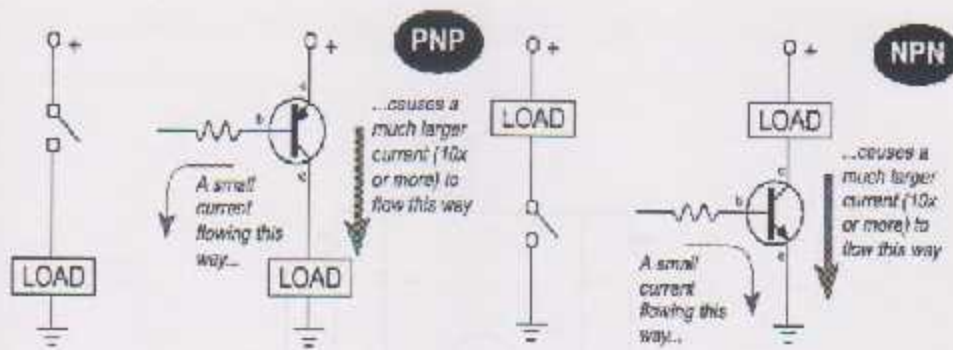 +
PNP
+
NPN
+
+
e
b
c
...causes a
much larger
current (10x
or more) to
flow this way
A small
current
flowing this
way...
LOAD
LOAD
LOAD
LOAD
c
b
e
...causes a
much larger
current (10x
or more) to
flow this way
A small
current
flowing this
way...